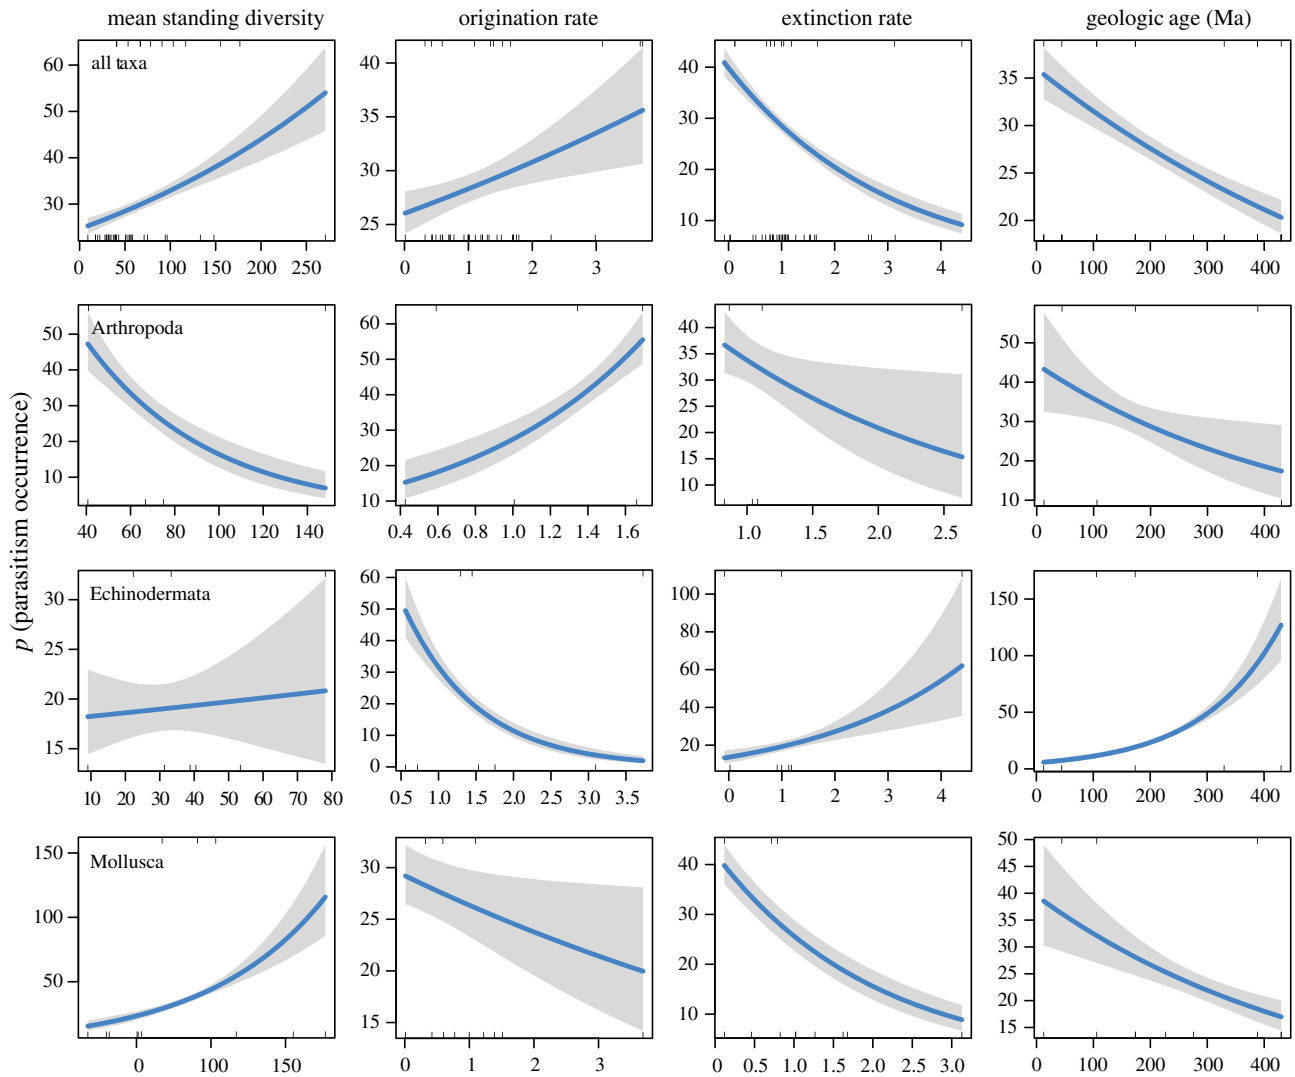 mean standing diversity origination rate extinction rate geologic age (Ma)
p (parasitism occurrence)
all taxa
60 50 40 30
40 35 30 25
40 30 20 10
35 30 25 20
0 50 100 150 200 250
0 1 2 3
0 1 2 3 4
0 100 200 300 400
Arthropoda
50 40 30 20 10
60 50 40 30 20 10
40 35 30 25 20 15 10
50 40 30 20 10
40 60 80 100 120 140
0.4 0.6 0.8 1.0 1.2 1.4 1.6
1.0 1.5 2.0 2.5
0 100 200 300 400
Echinodermata
30 25 20 15
60 50 40 30 20 10 0
100 80 60 40 20
150 100 50 0
10 20 30 40 50 60 70 80
0.5 1.0 1.5 2.0 2.5 3.0 3.5
0 1 2 3 4
0 100 200 300 400
Mollusca
150 100 50
30 25 20 15
40 30 20 10
50 45 40 35 30 25 20 15
0 100 150
0 1 2 3
0 0.5 1.0 1.5 2.0 2.5 3.0
0 100 200 300 400